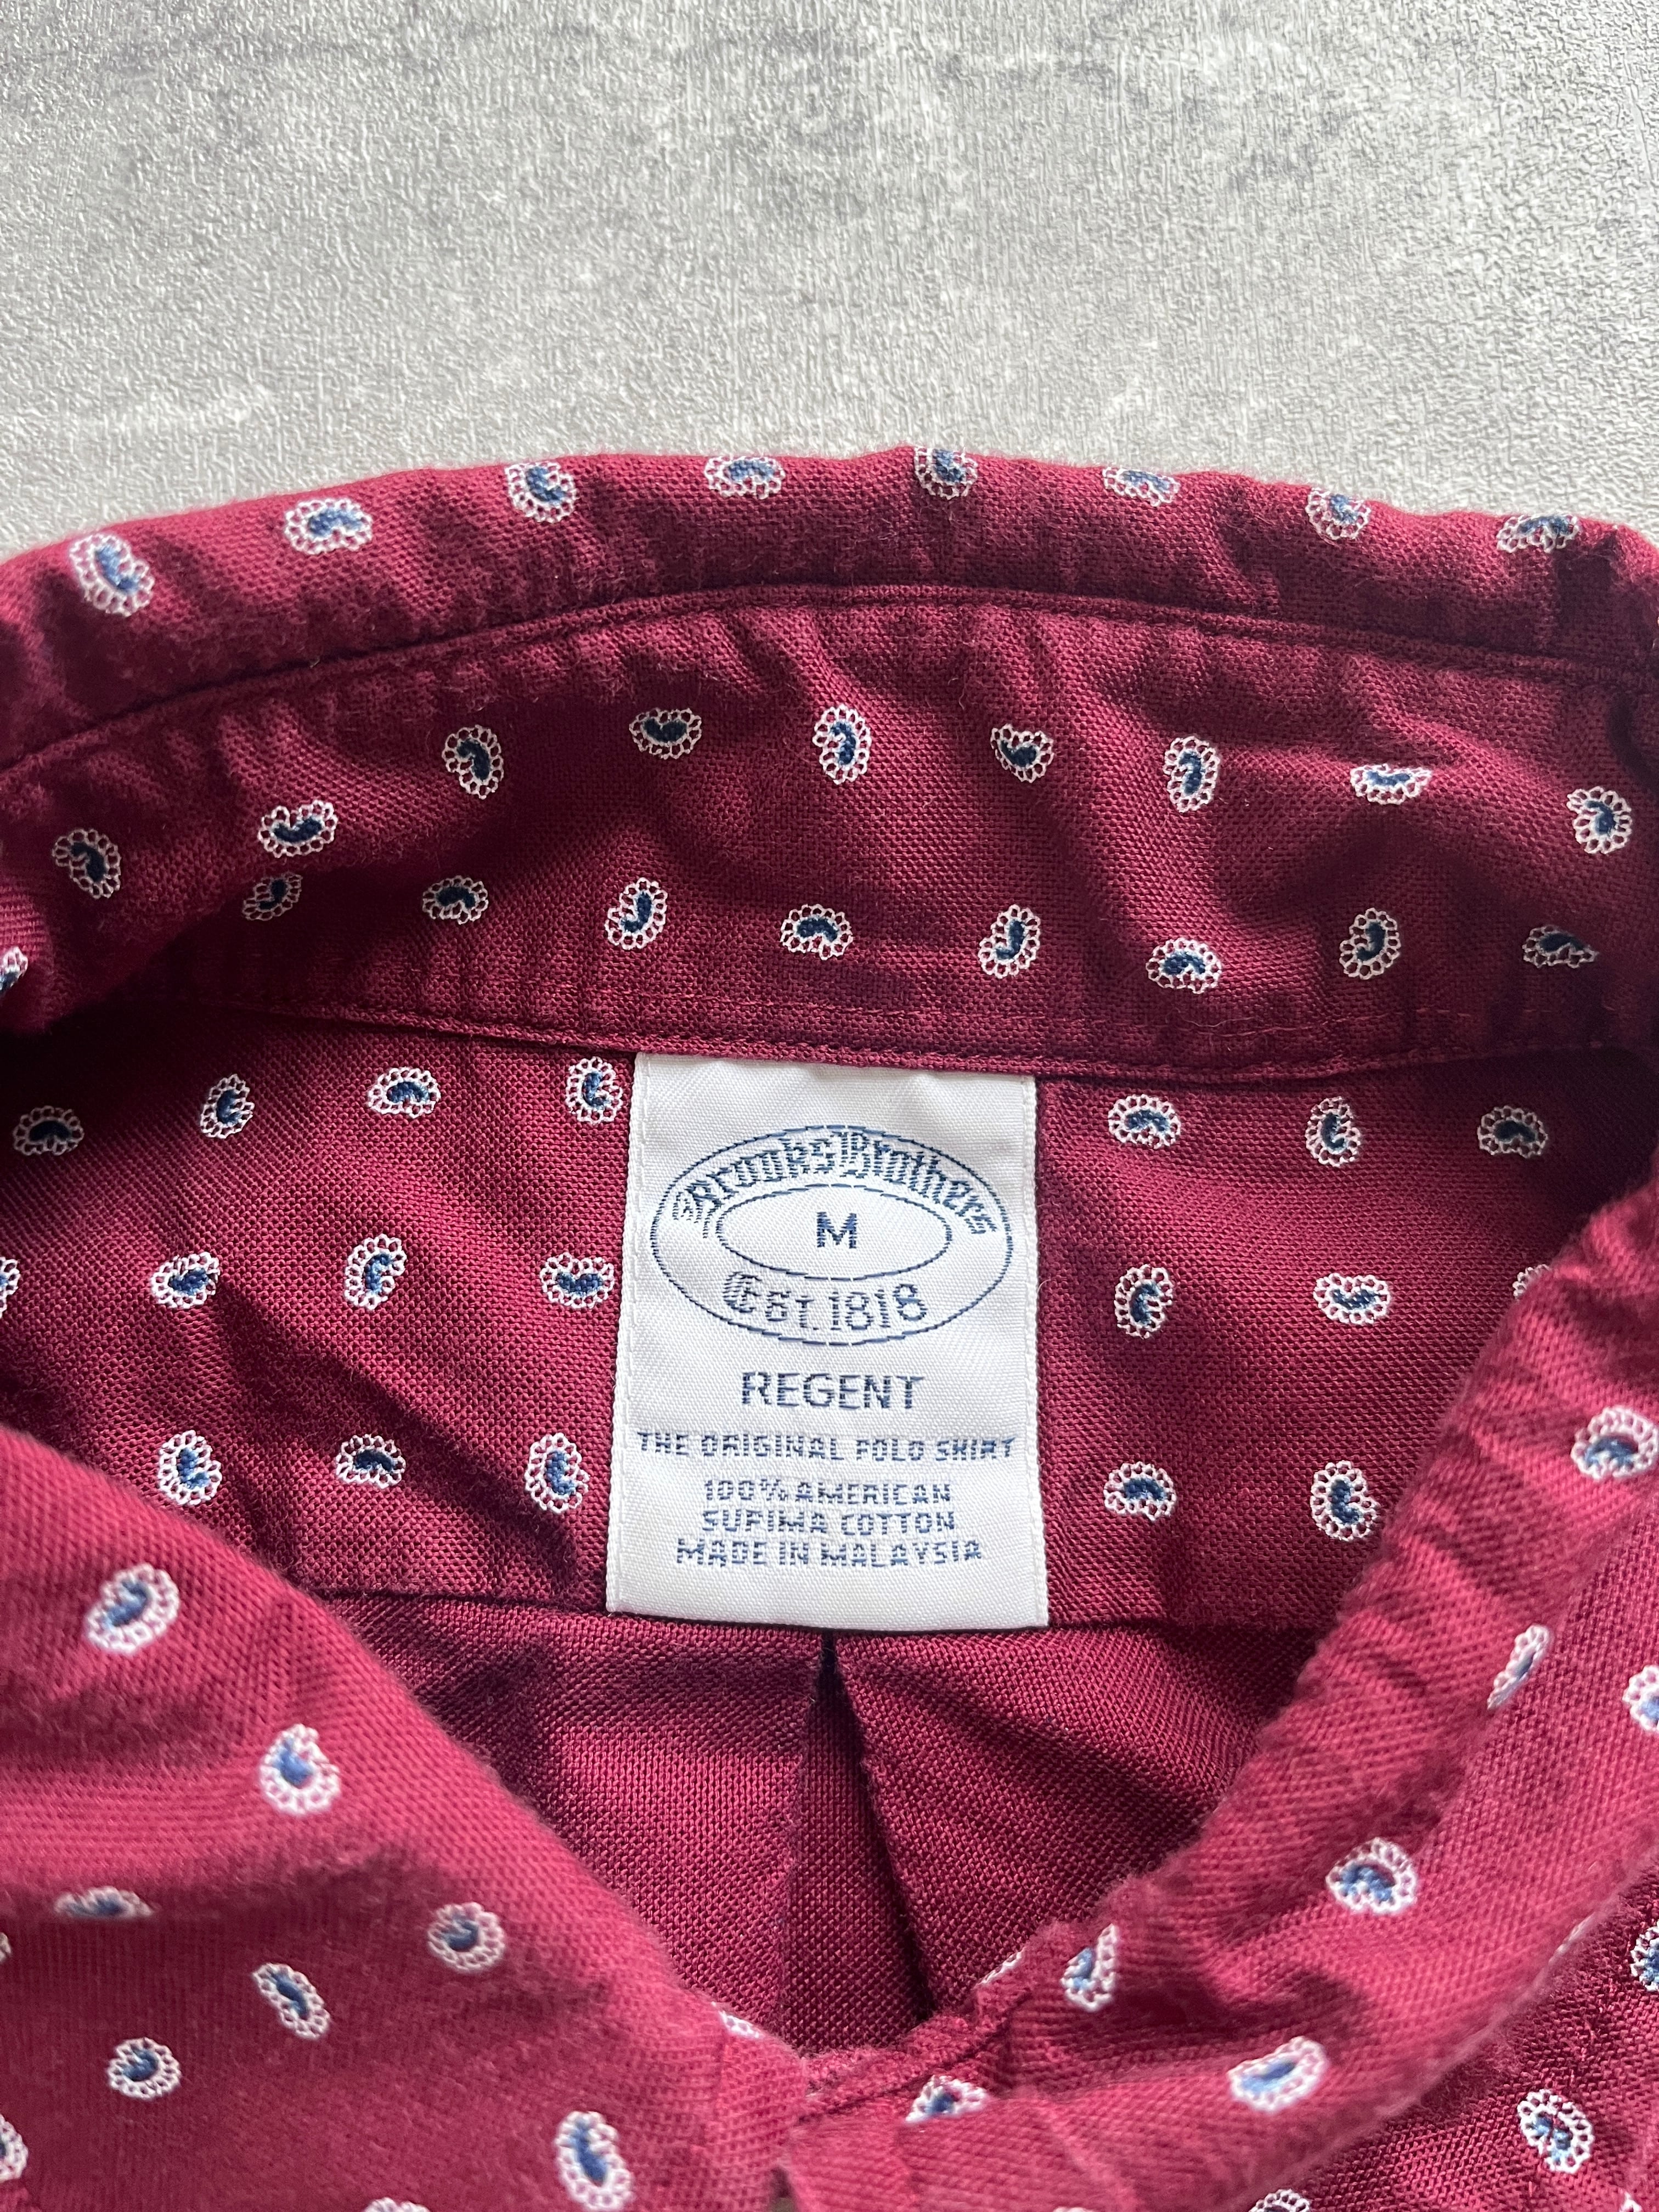 Brooks Brothers
M
EST. 1818
REGENT
THE ORIGINAL POLO SHIRT
100% AMERICAN
SUPIMA COTTON
MADE IN MALAYSIA